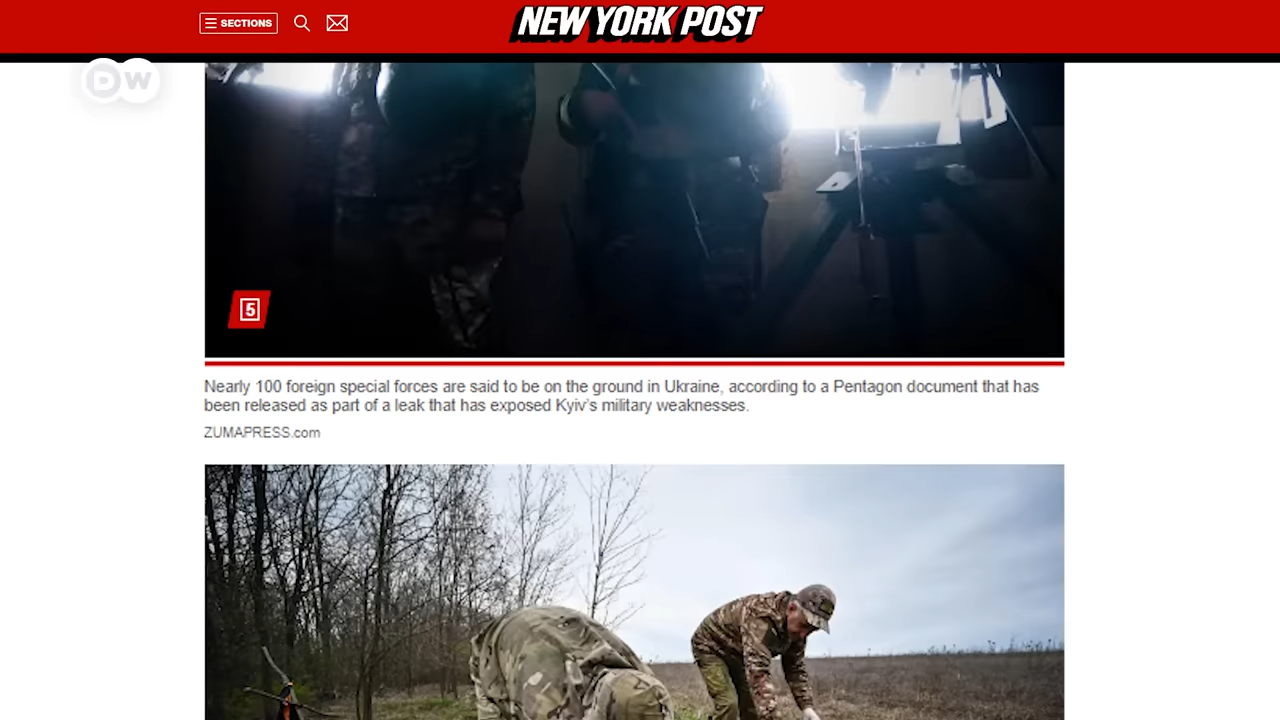 SECTIONS
NEW YORK POST
DW
5
Nearly 100 foreign special forces are said to be on the ground in Ukraine, according to a Pentagon document that has
been released as part of a leak that has exposed Kyiv's military weaknesses.
ZUMAPRESS.com